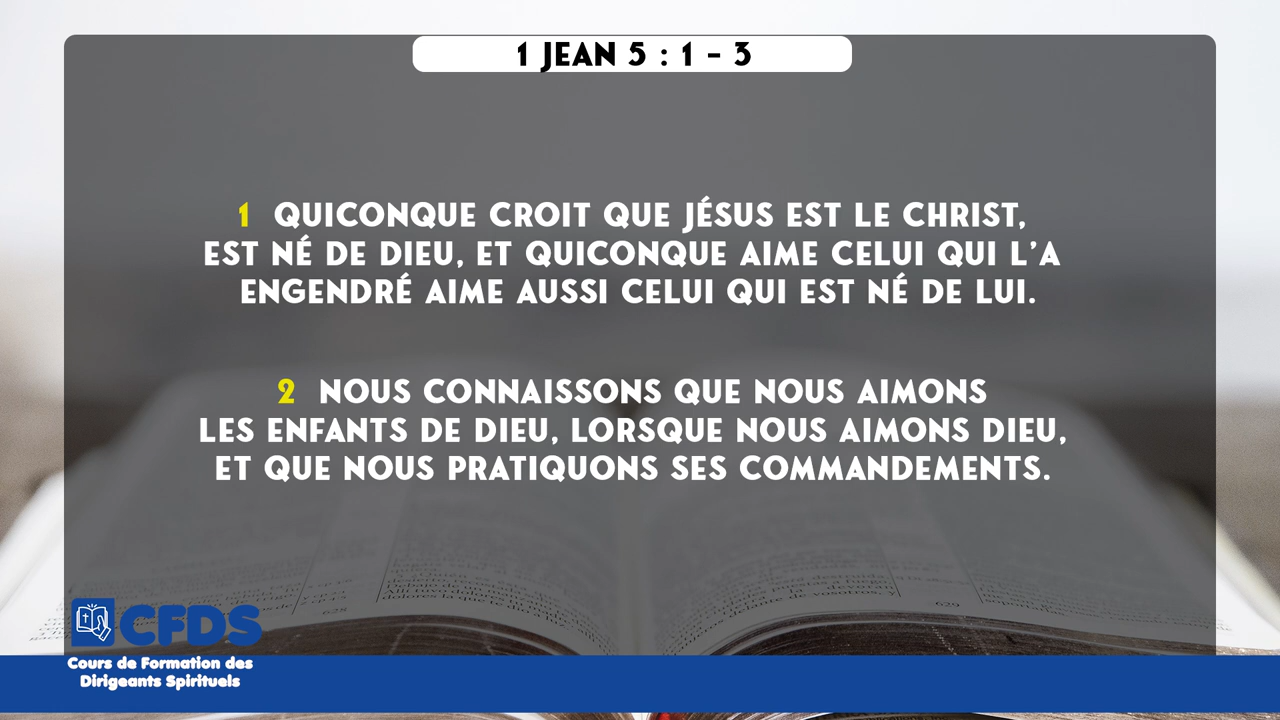 1 JEAN 5 : 1 – 3
1 QUICONQUE CROIT QUE JÉSUS EST LE CHRIST,
EST NÉ DE DIEU, ET QUICONQUE AIME CELUI QUI L'A
ENGENDRÉ AIME AUSSI CELUI QUI EST NÉ DE LUI.
2 NOUS CONNAISSONS QUE NOUS AIMONS
LES ENFANTS DE DIEU, LORSQUE NOUS AIMONS DIEU,
ET QUE NOUS PRATIQUONS SES COMMANDEMENTS.
628
629
CFDS
Cours de Formation des
Dirigeants Spirituels